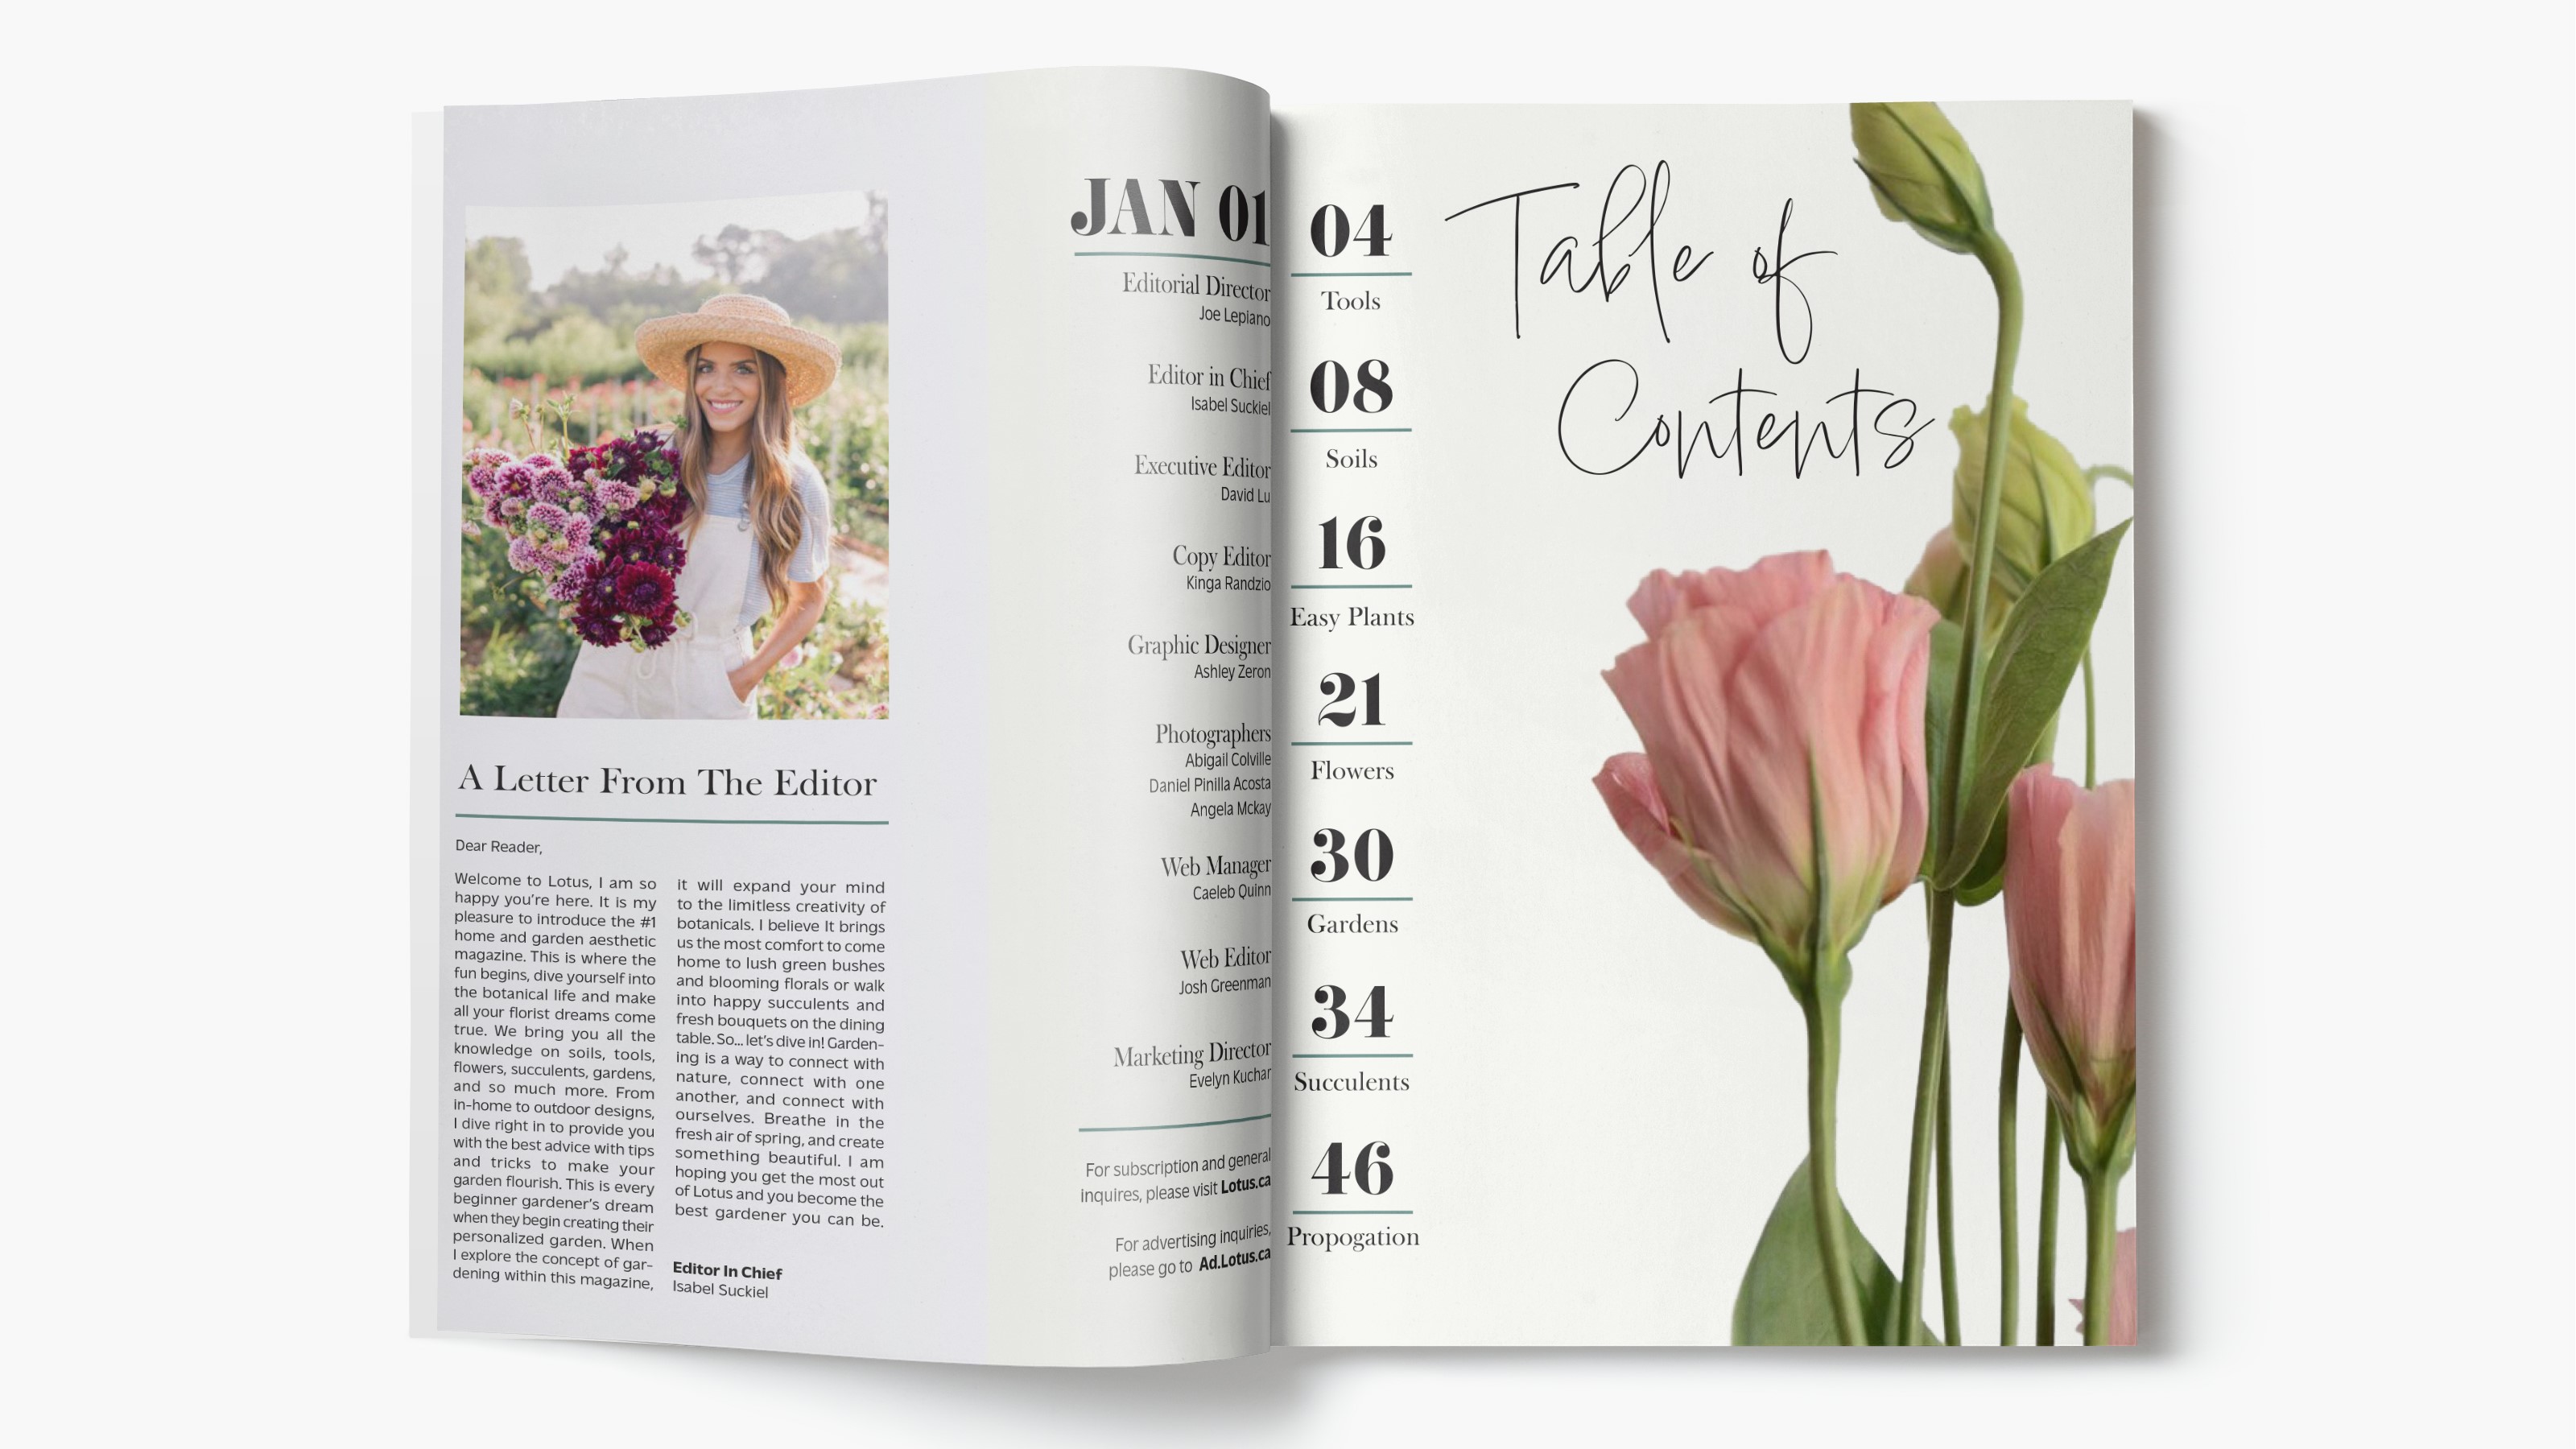 A Letter From The Editor
Dear Reader,
Welcome to Lotus, I am so
happy you're here. It is my
pleasure to introduce the #1
home and garden aesthetic
magazine. This is where the
fun begins, dive yourself into
the botanical life and make
all your florist dreams come
true. We bring you all the
knowledge on soils, tools,
flowers, succulents, gardens,
and so much more. From
in-home to outdoor designs,
I dive right in to provide you
with the best advice with tips
and tricks to make your
garden flourish. This is every
beginner gardener's dream
when they begin creating their
personalized garden. When
I explore the concept of gar-
dening within this magazine,
it will expand your mind
to the limitless creativity of
botanicals. I believe It brings
us the most comfort to come
home to lush green bushes
and blooming florals or walk
into happy succulents and
fresh bouquets on the dining
table. So... let's dive in! Garden-
ing is a way to connect with
nature, connect with one
another, and connect with
ourselves. Breathe in the
fresh air of spring, and create
something beautiful. I am
hoping you get the most out
of Lotus and you become the
best gardener you can be.
Editor In Chief
Isabel Suckiel
JAN 01
Editorial Director
Joe Lepiano
Editor in Chief
Isabel Suckiel
Executive Editor
David Lu
Copy Editor
Kinga Randzio
Graphic Designer
Ashley Zeron
Photographers
Abigail Colville
Daniel Pinilla Acosta
Angela Mckay
Web Manager
Caeleb Quinn
Web Editor
Josh Greenman
Marketing Director
Evelyn Kuchar
For subscription and general
inquires, please visit Lotus.ca
For advertising inquiries,
please go to Ad.Lotus.ca
Table of
Contents
04
Tools
08
Soils
16
Easy Plants
21
Flowers
30
Gardens
34
Succulents
46
Propogation